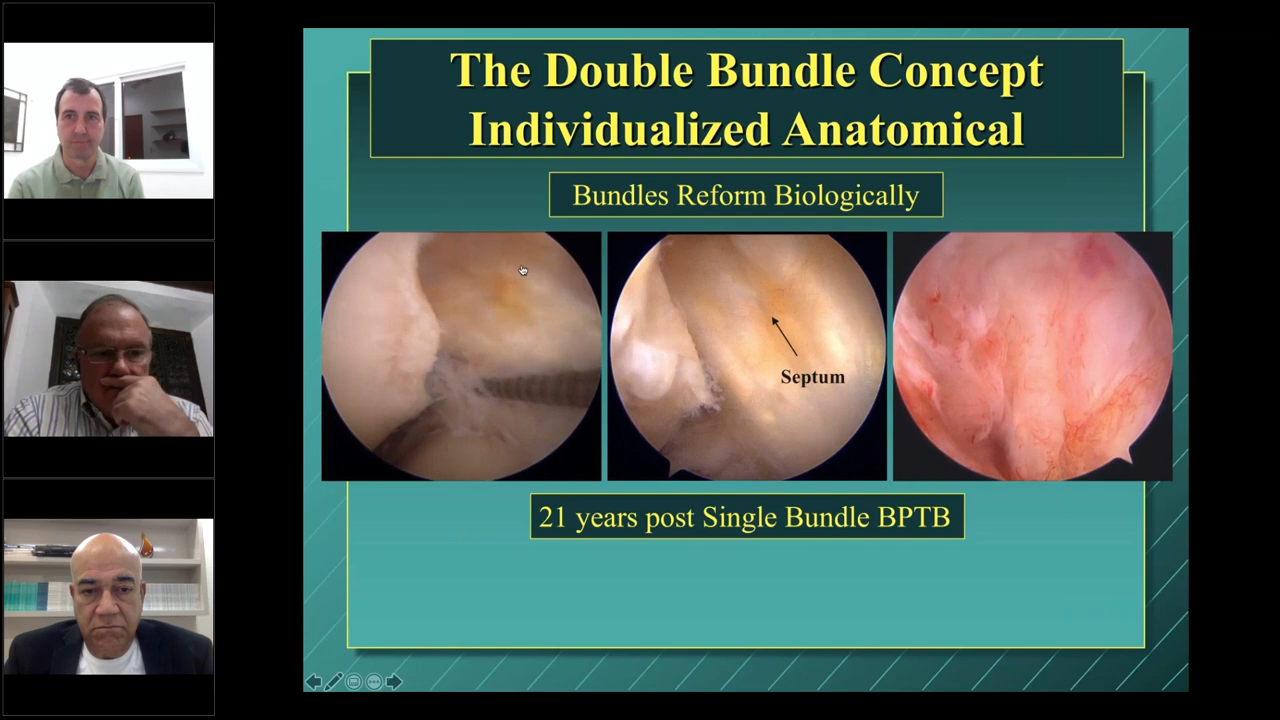 The Double Bundle Concept
Individualized Anatomical
Bundles Reform Biologically
Septum
21 years post Single Bundle BPTB